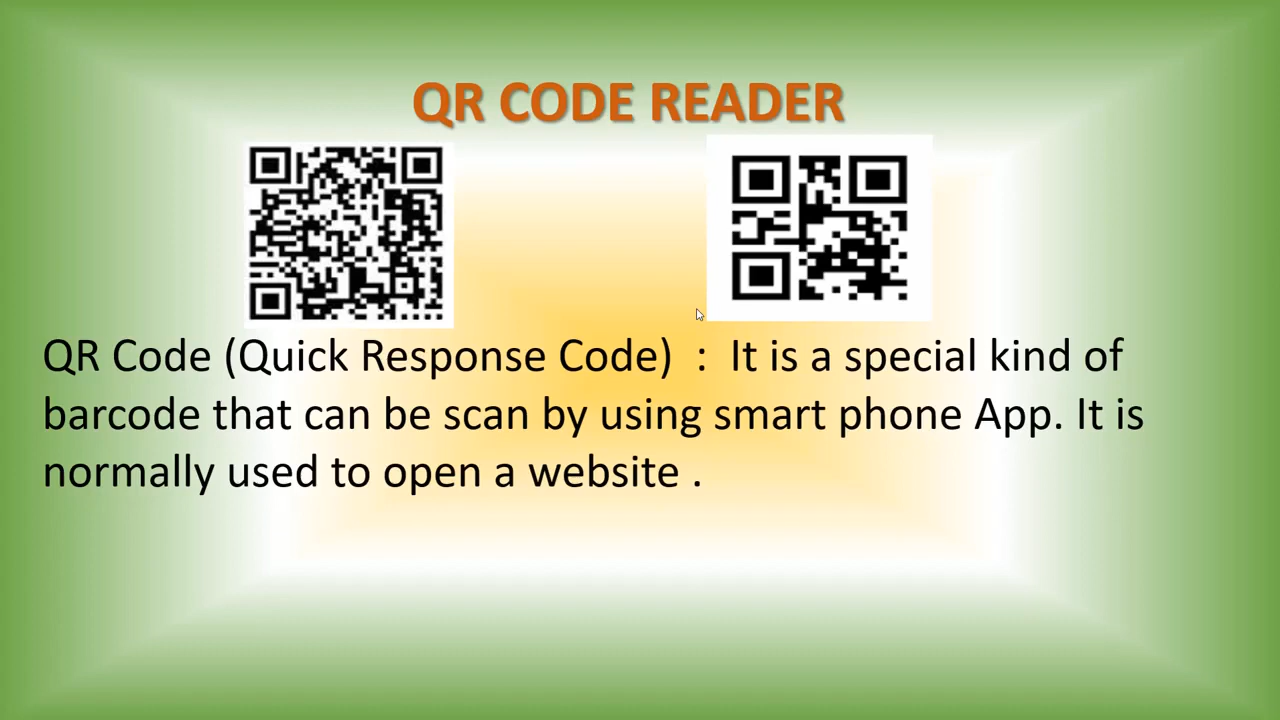 QR CODE READER
QR Code (Quick Response Code)  :  It is a special kind of
barcode that can be scan by using smart phone App. It is
normally used to open a website .